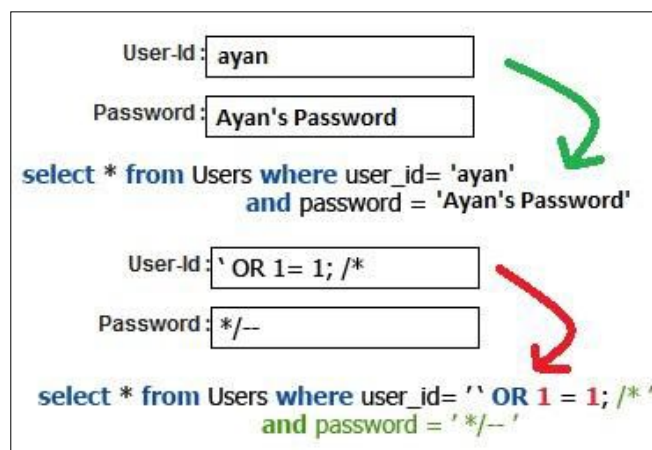 User-Id: ayan
Password: Ayan's Password
select * from Users where user_id= 'ayan'
and password = 'Ayan's Password'
User-Id: ` OR 1= 1; /*
Password: */--
select * from Users where user_id= '` OR 1 = 1; /* '
and password = ' */-- '